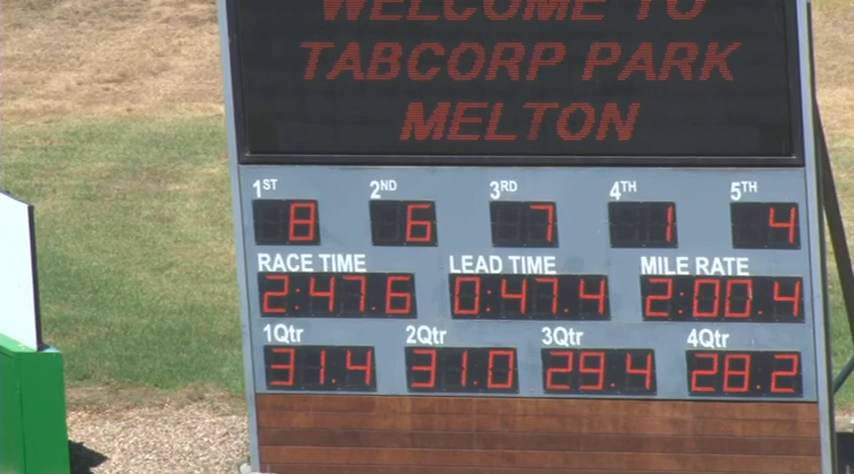 WELCOME TO
TABCORP PARK
MELTON
1ST 2ND 3RD 4TH 5TH
8 6 7 1 4
RACE TIME LEAD TIME MILE RATE
2:47.6 0:47.4 2:00.4
1Qtr 2Qtr 3Qtr 4Qtr
31.4 31.0 29.4 28.2